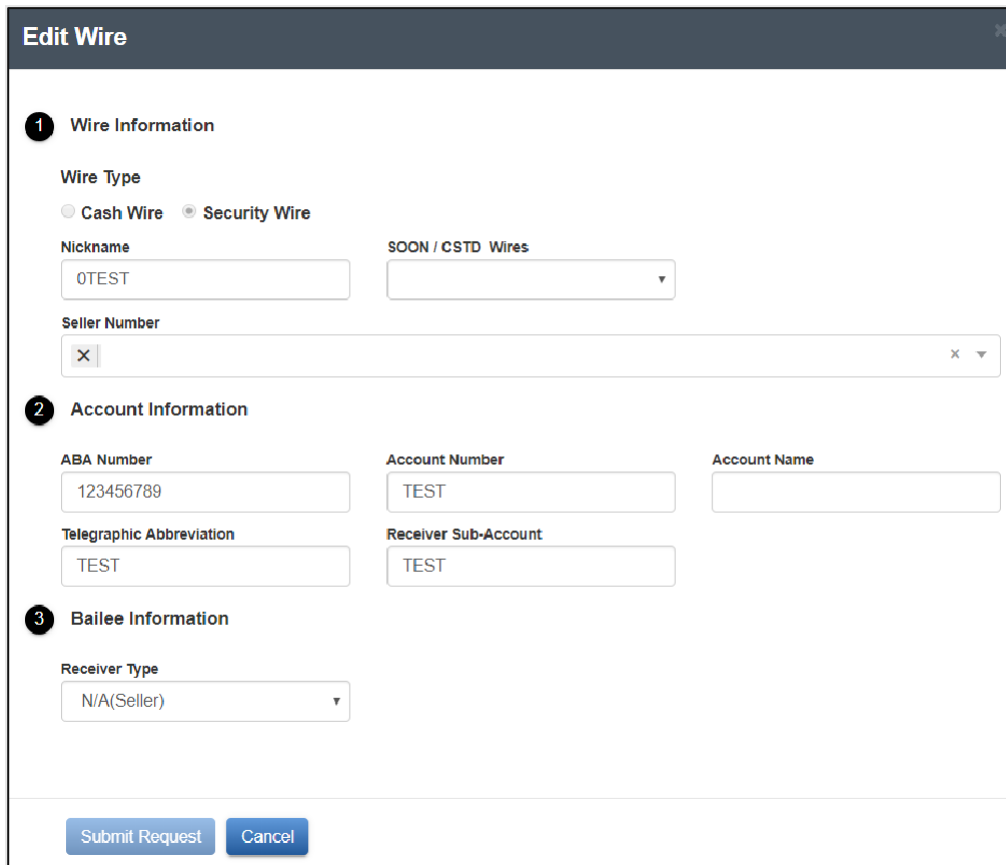 Edit Wire
1 Wire Information
Wire Type
Cash Wire Security Wire
Nickname SOON / CSTD Wires
0TEST
Seller Number
2 Account Information
ABA Number Account Number Account Name
123456789 TEST
Telegraphic Abbreviation Receiver Sub-Account
TEST TEST
3 Bailee Information
Receiver Type
N/A(Seller)
Submit Request Cancel